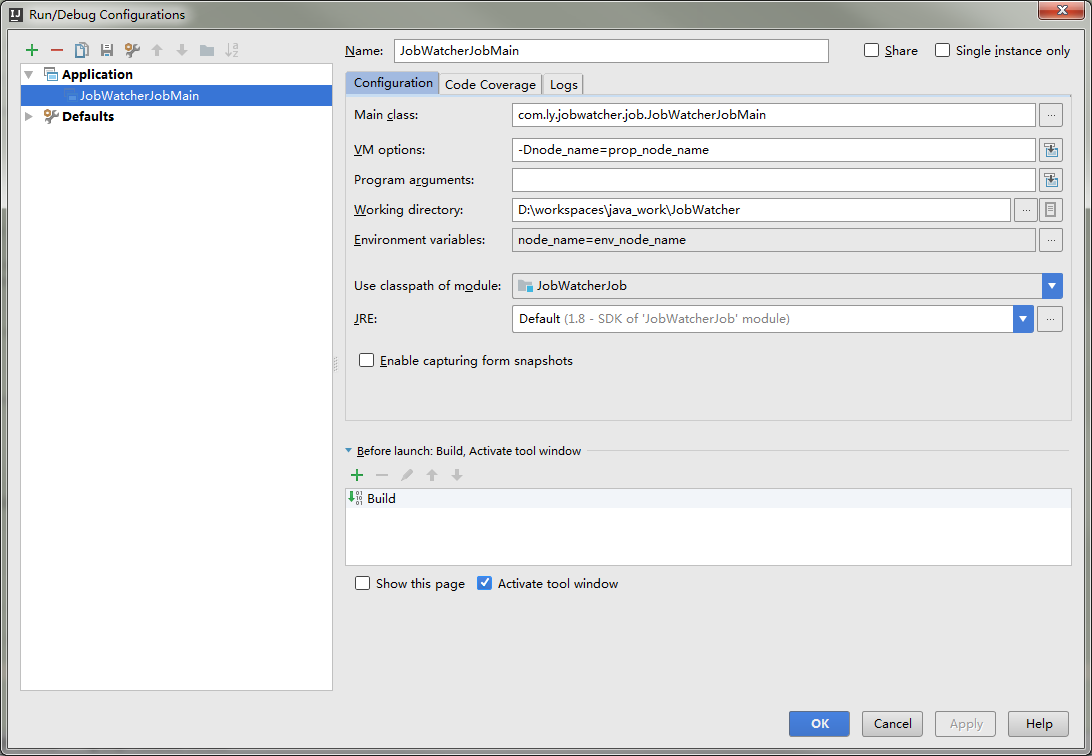 Run/Debug Configurations
Name: JobWatcherJobMain Share Single instance only
Application
JobWatcherJobMain
Defaults
Configuration Code Coverage Logs
Main class: com.ly.jobwatcher.job.JobWatcherJobMain ...
VM options: -Dnode_name=prop_node_name
Program arguments:
Working directory: D:\workspaces\java_work\JobWatcher ...
Environment variables: node_name=env_node_name ...
Use classpath of module: JobWatcherJob
JRE: Default (1.8 - SDK of 'JobWatcherJob' module) ...
Enable capturing form snapshots
Before launch: Build, Activate tool window
Build
Show this page Activate tool window
OK Cancel Apply Help